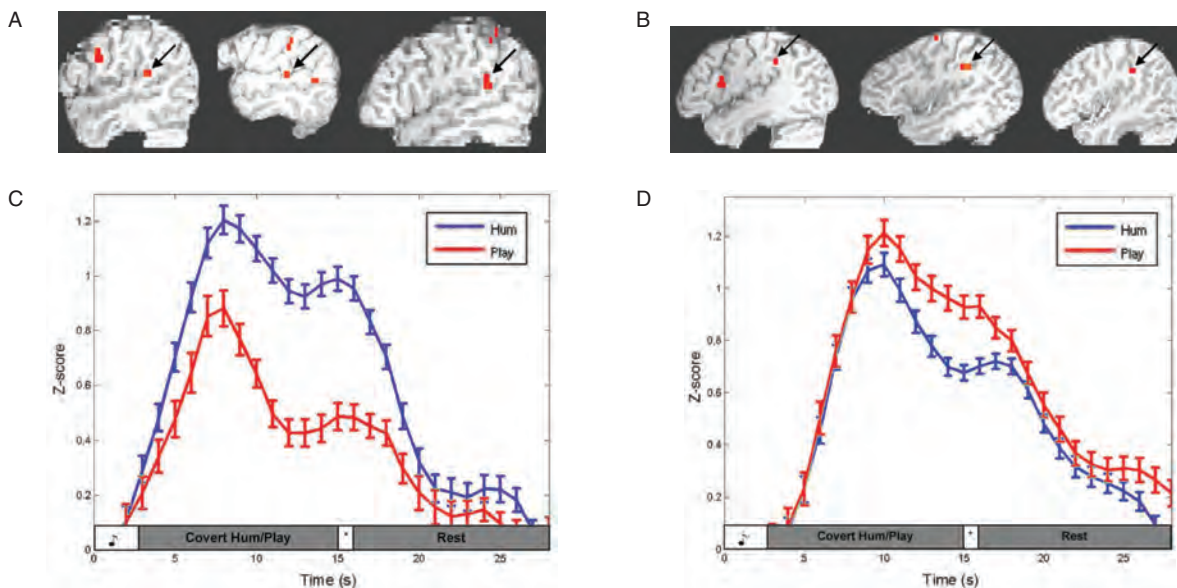 A
B
C
Z-score
1.2
1
0.8
0.6
0.4
0.2
0
Hum
Play
Covert Hum/Play
*
Rest
0 5 10 15 20 25
Time (s)
D
Z-score
1.2
1
0.8
0.6
0.4
0.2
0
Hum
Play
Covert Hum/Play
*
Rest
0 5 10 15 20 25
Time (s)